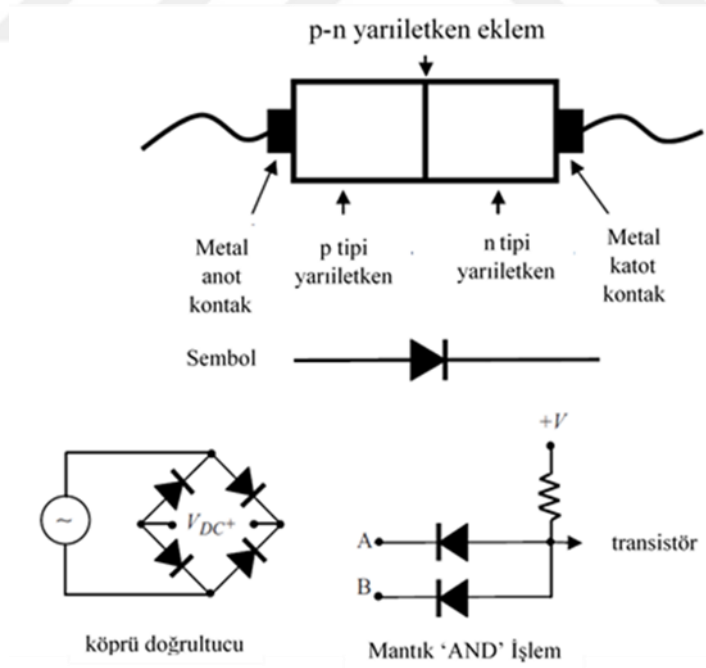 p-n yarıiletken eklem
Metal
anot
kontak
p tipi
yarıiletken
n tipi
yarıiletken
Metal
katot
kontak
Sembol
~
V_DC+
köprü doğrultucu
+V
A
B
transistör
Mantık ‘AND’ İşlem